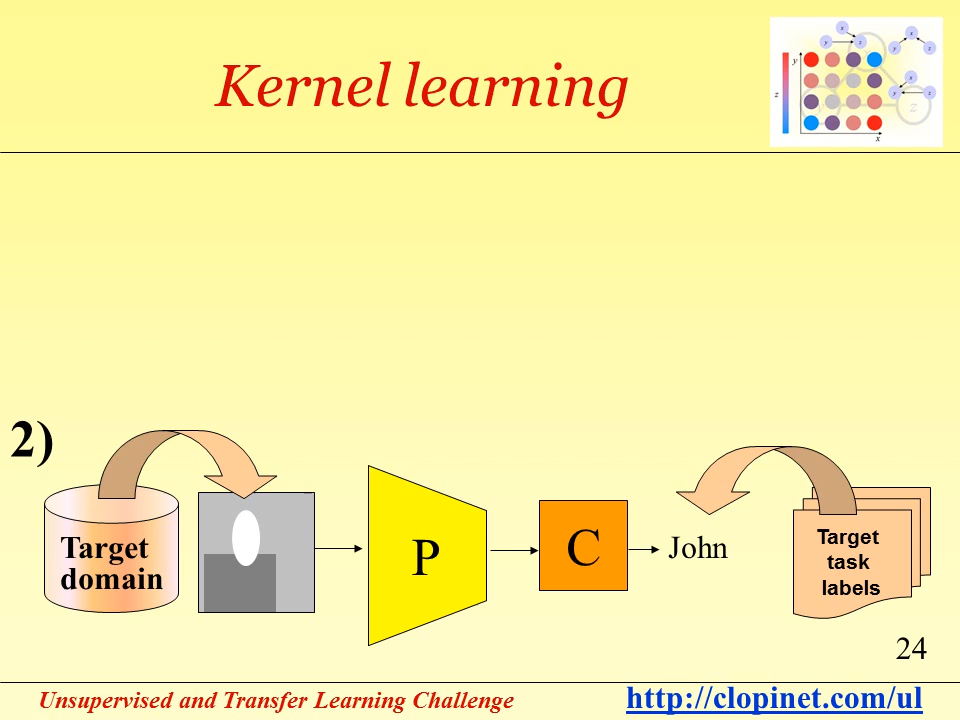 Kernel learning
x
y
z
x
y
z
x
y
z
y
z
x
z
2)
Target
domain
P
C
John
Target
task
labels
24
Unsupervised and Transfer Learning Challenge
http://clopinet.com/ul